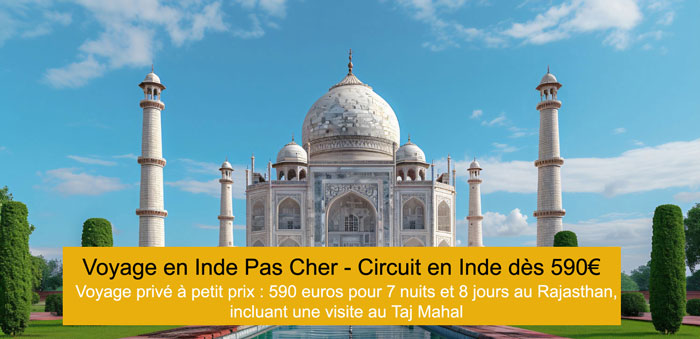 Voyage en Inde Pas Cher - Circuit en Inde dès 590€
Voyage privé à petit prix : 590 euros pour 7 nuits et 8 jours au Rajasthan,
incluant une visite au Taj Mahal